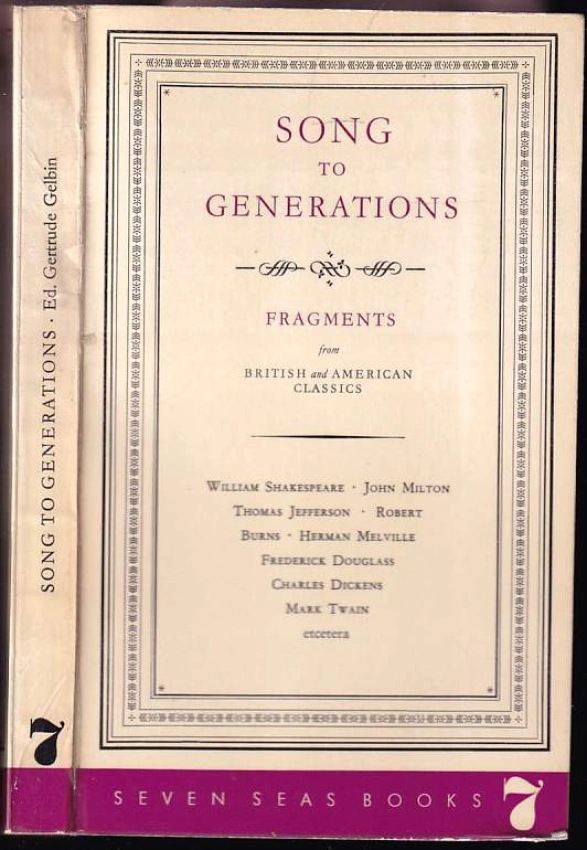 SONG TO GENERATIONS · Ed. Gertrude Gelbin
7
SONG
TO
GENERATIONS
FRAGMENTS
from
BRITISH and AMERICAN
CLASSICS
WILLIAM SHAKESPEARE · JOHN MILTON
THOMAS JEFFERSON · ROBERT
BURNS · HERMAN MELVILLE
FREDERICK DOUGLASS
CHARLES DICKENS
MARK TWAIN
etcetera
SEVEN SEAS BOOKS 7